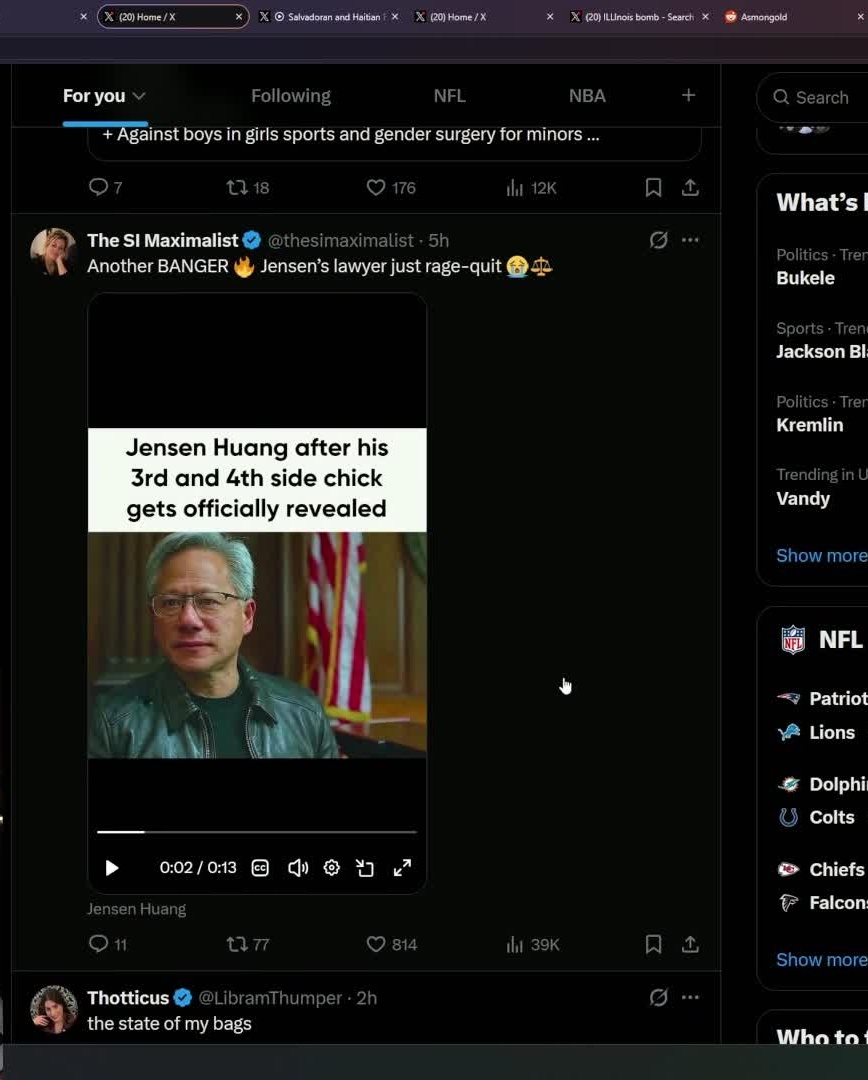 (20) Home / X
Salvadoran and Haitian
(20) Home / X
(20) ILLInois bomb - Search
Asmongold
For you
Following
NFL
NBA
+
Search
+ Against boys in girls sports and gender surgery for minors ...
7
18
176
12K
The SI Maximalist @thesimaximalist · 5h
Another BANGER 🔥 Jensen's lawyer just rage-quit 😭⚖️
Jensen Huang after his
3rd and 4th side chick
gets officially revealed
0:02 / 0:13
CC
Jensen Huang
11
77
814
39K
Thotticus @LibramThumper · 2h
the state of my bags
What's
Politics · Tren
Bukele
Sports · Trend
Jackson Bl
Politics · Tren
Kremlin
Trending in U
Vandy
Show more
NFL
NFL
Patriot
Lions
Dolphi
Colts
Chiefs
Falcons
Show more
Who to f